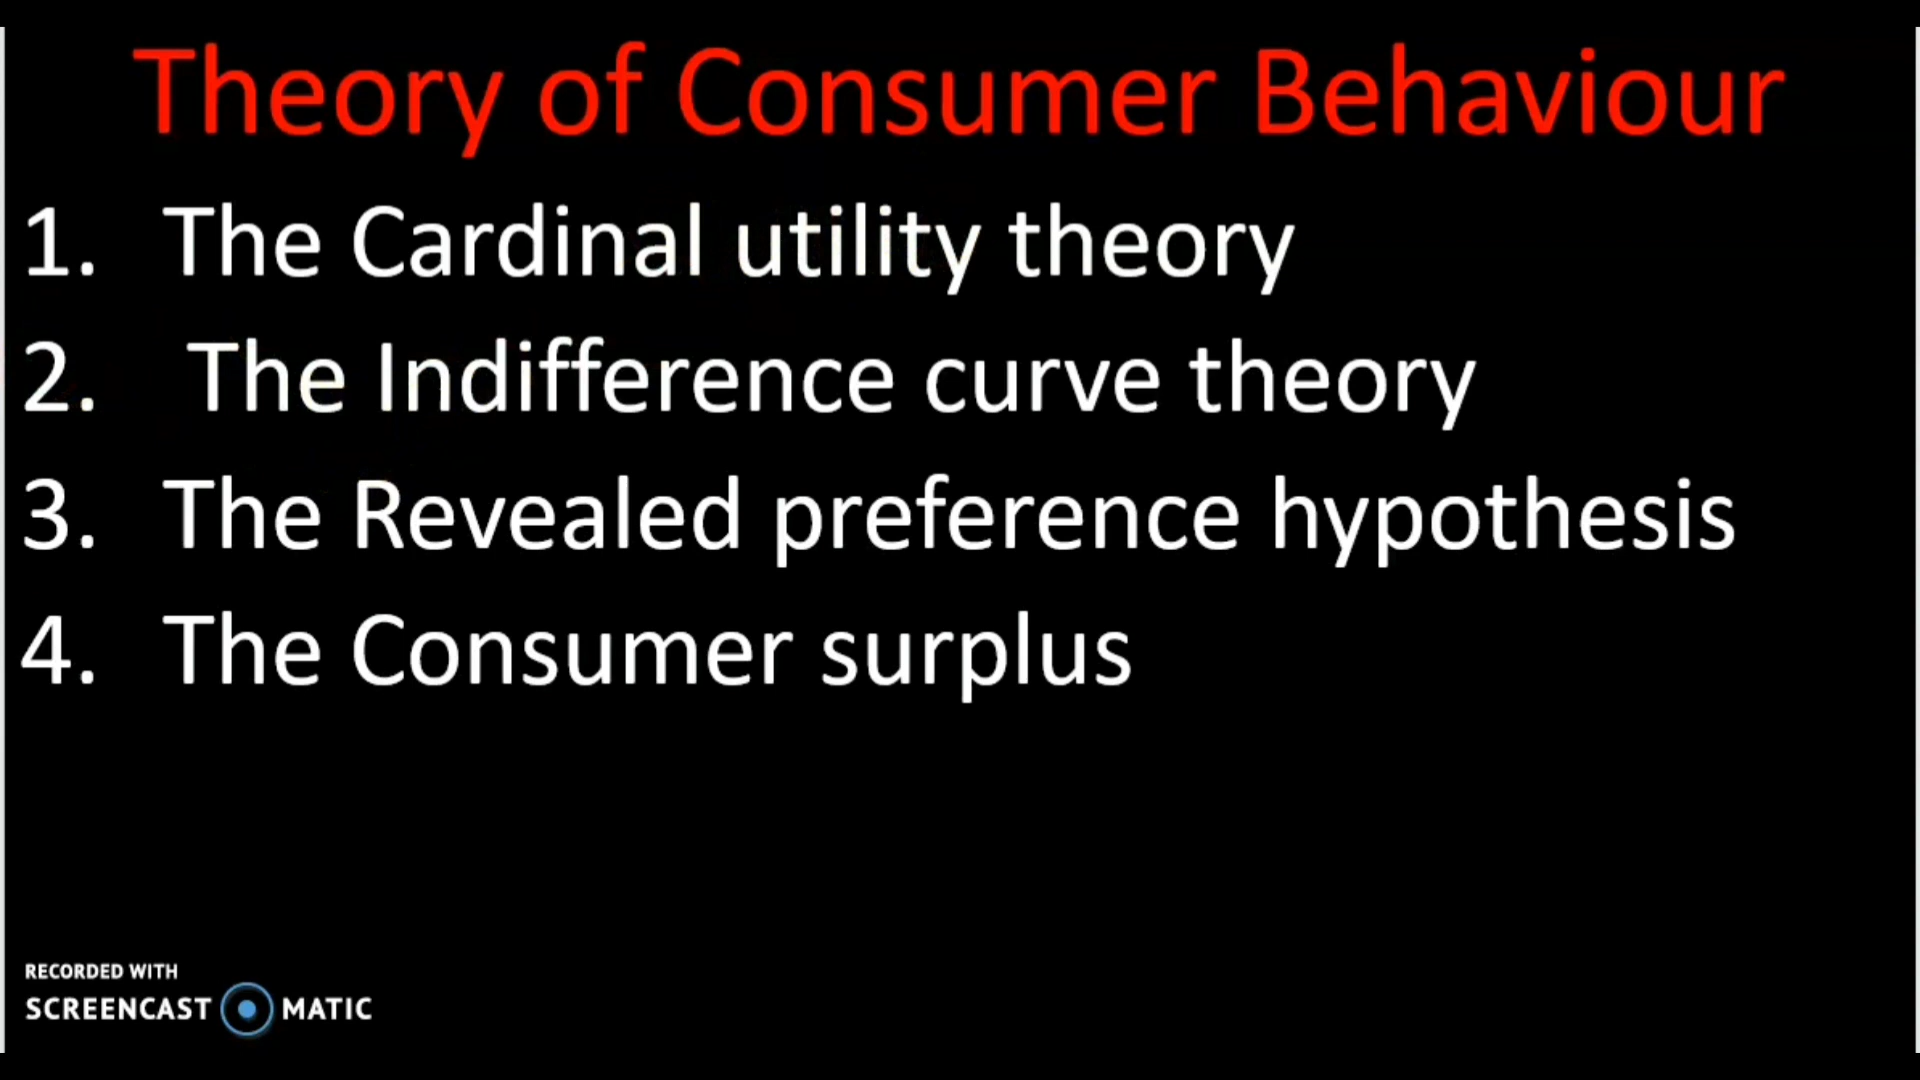 Theory of Consumer Behaviour
1. The Cardinal utility theory
2. The Indifference curve theory
3. The Revealed preference hypothesis
4. The Consumer surplus
RECORDED WITH
SCREENCAST MATIC